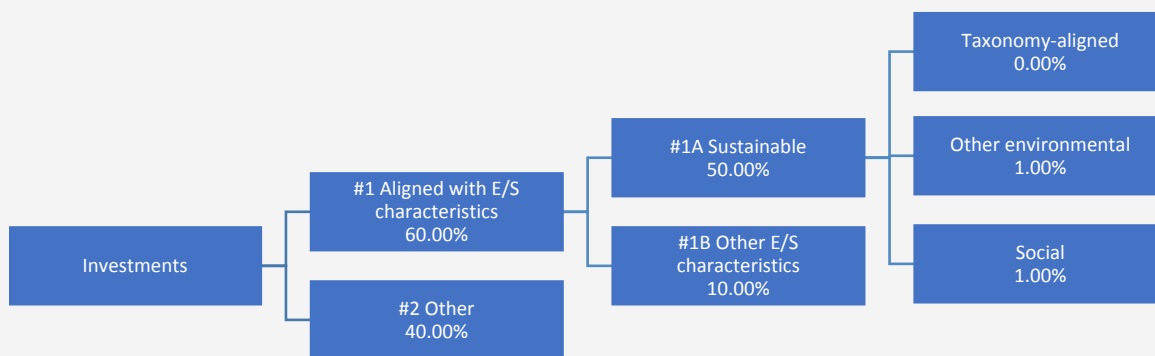 Investments
#1 Aligned with E/S
characteristics
60.00%
#2 Other
40.00%
#1A Sustainable
50.00%
#1B Other E/S
characteristics
10.00%
Taxonomy-aligned
0.00%
Other environmental
1.00%
Social
1.00%